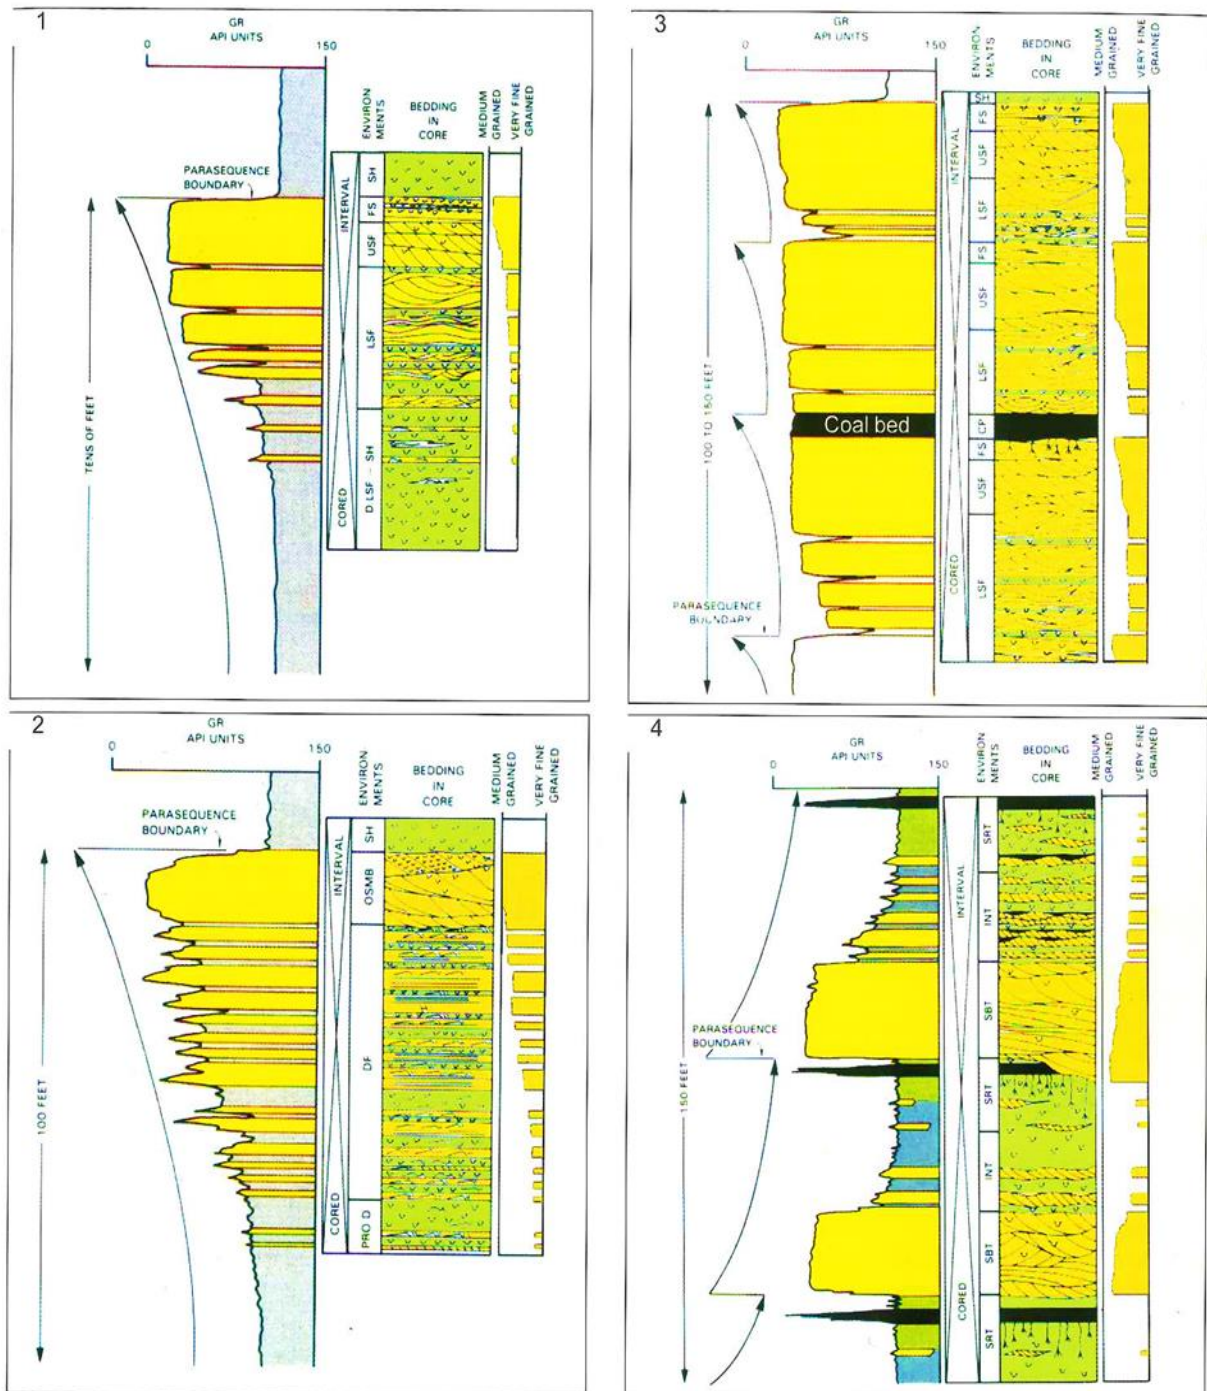 1
GR
API UNITS
0
150
ENVIRON
MENTS
BEDDING
IN
CORE
MEDIUM
GRAINED
VERY FINE
GRAINED
PARASEQUENCE
BOUNDARY
TENS OF FEET
INTERVAL
CORED
SH
FS
USF
LSF
D LSF - SH
2
GR
API UNITS
0
150
ENVIRON
MENTS
BEDDING
IN
CORE
MEDIUM
GRAINED
VERY FINE
GRAINED
PARASEQUENCE
BOUNDARY
100 FEET
INTERVAL
CORED
SH
OSMB
DF
PRO D
3
GR
API UNITS
0
150
ENVIRON
MENTS
BEDDING
IN
CORE
MEDIUM
GRAINED
VERY FINE
GRAINED
100 TO 150 FEET
INTERVAL
CORED
SH
FS
USF
LSF
FS
USF
LSF
CP
FS
USF
LSF
Coal bed
PARASEQUENCE
BOUNDARY
4
GR
API UNITS
0
150
ENVIRON
MENTS
BEDDING
IN
CORE
MEDIUM
GRAINED
VERY FINE
GRAINED
PARASEQUENCE
BOUNDARY
150 FEET
INTERVAL
CORED
SRT
INT
SBT
SRT
INT
SBT
SRT